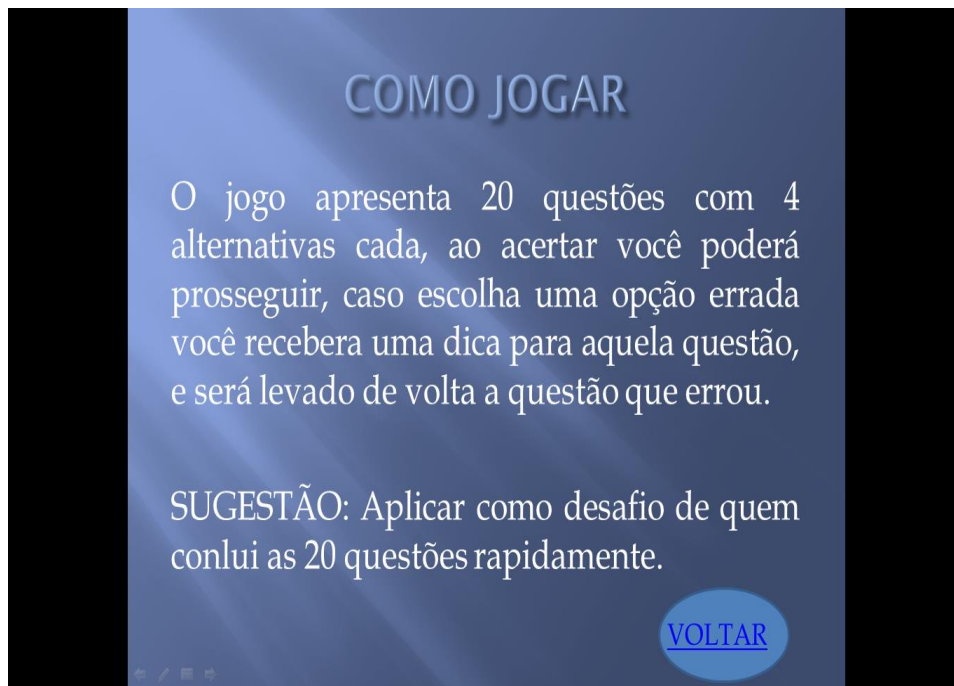 COMO JOGAR
O jogo apresenta 20 questões com 4
alternativas cada, ao acertar você poderá
prosseguir, caso escolha uma opção errada
você recebera uma dica para aquela questão,
e será levado de volta a questão que errou.
SUGESTÃO: Aplicar como desafio de quem
conlui as 20 questões rapidamente.
VOLTAR